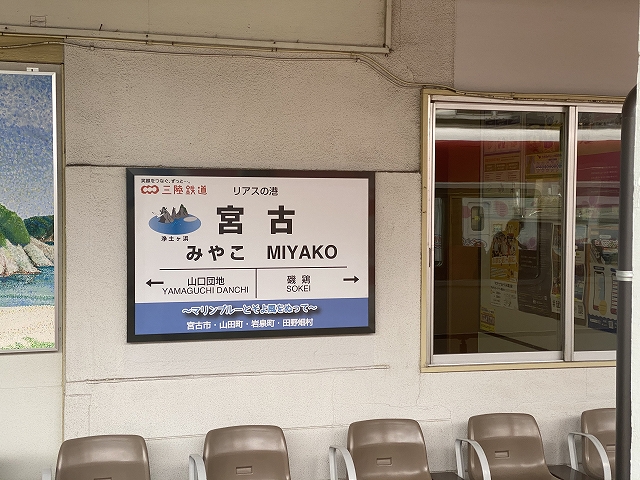 笑顔をつなぐ、ずっと…。
三陸鉄道
リアスの港
浄土ヶ浜
宮古
みやこ MIYAKO
山口団地
YAMAGUCHI DANCHI
磯鶏
SOKEI
～マリンブルーとそよ風をぬって～
宮古市・山田町・岩泉町・田野畑村